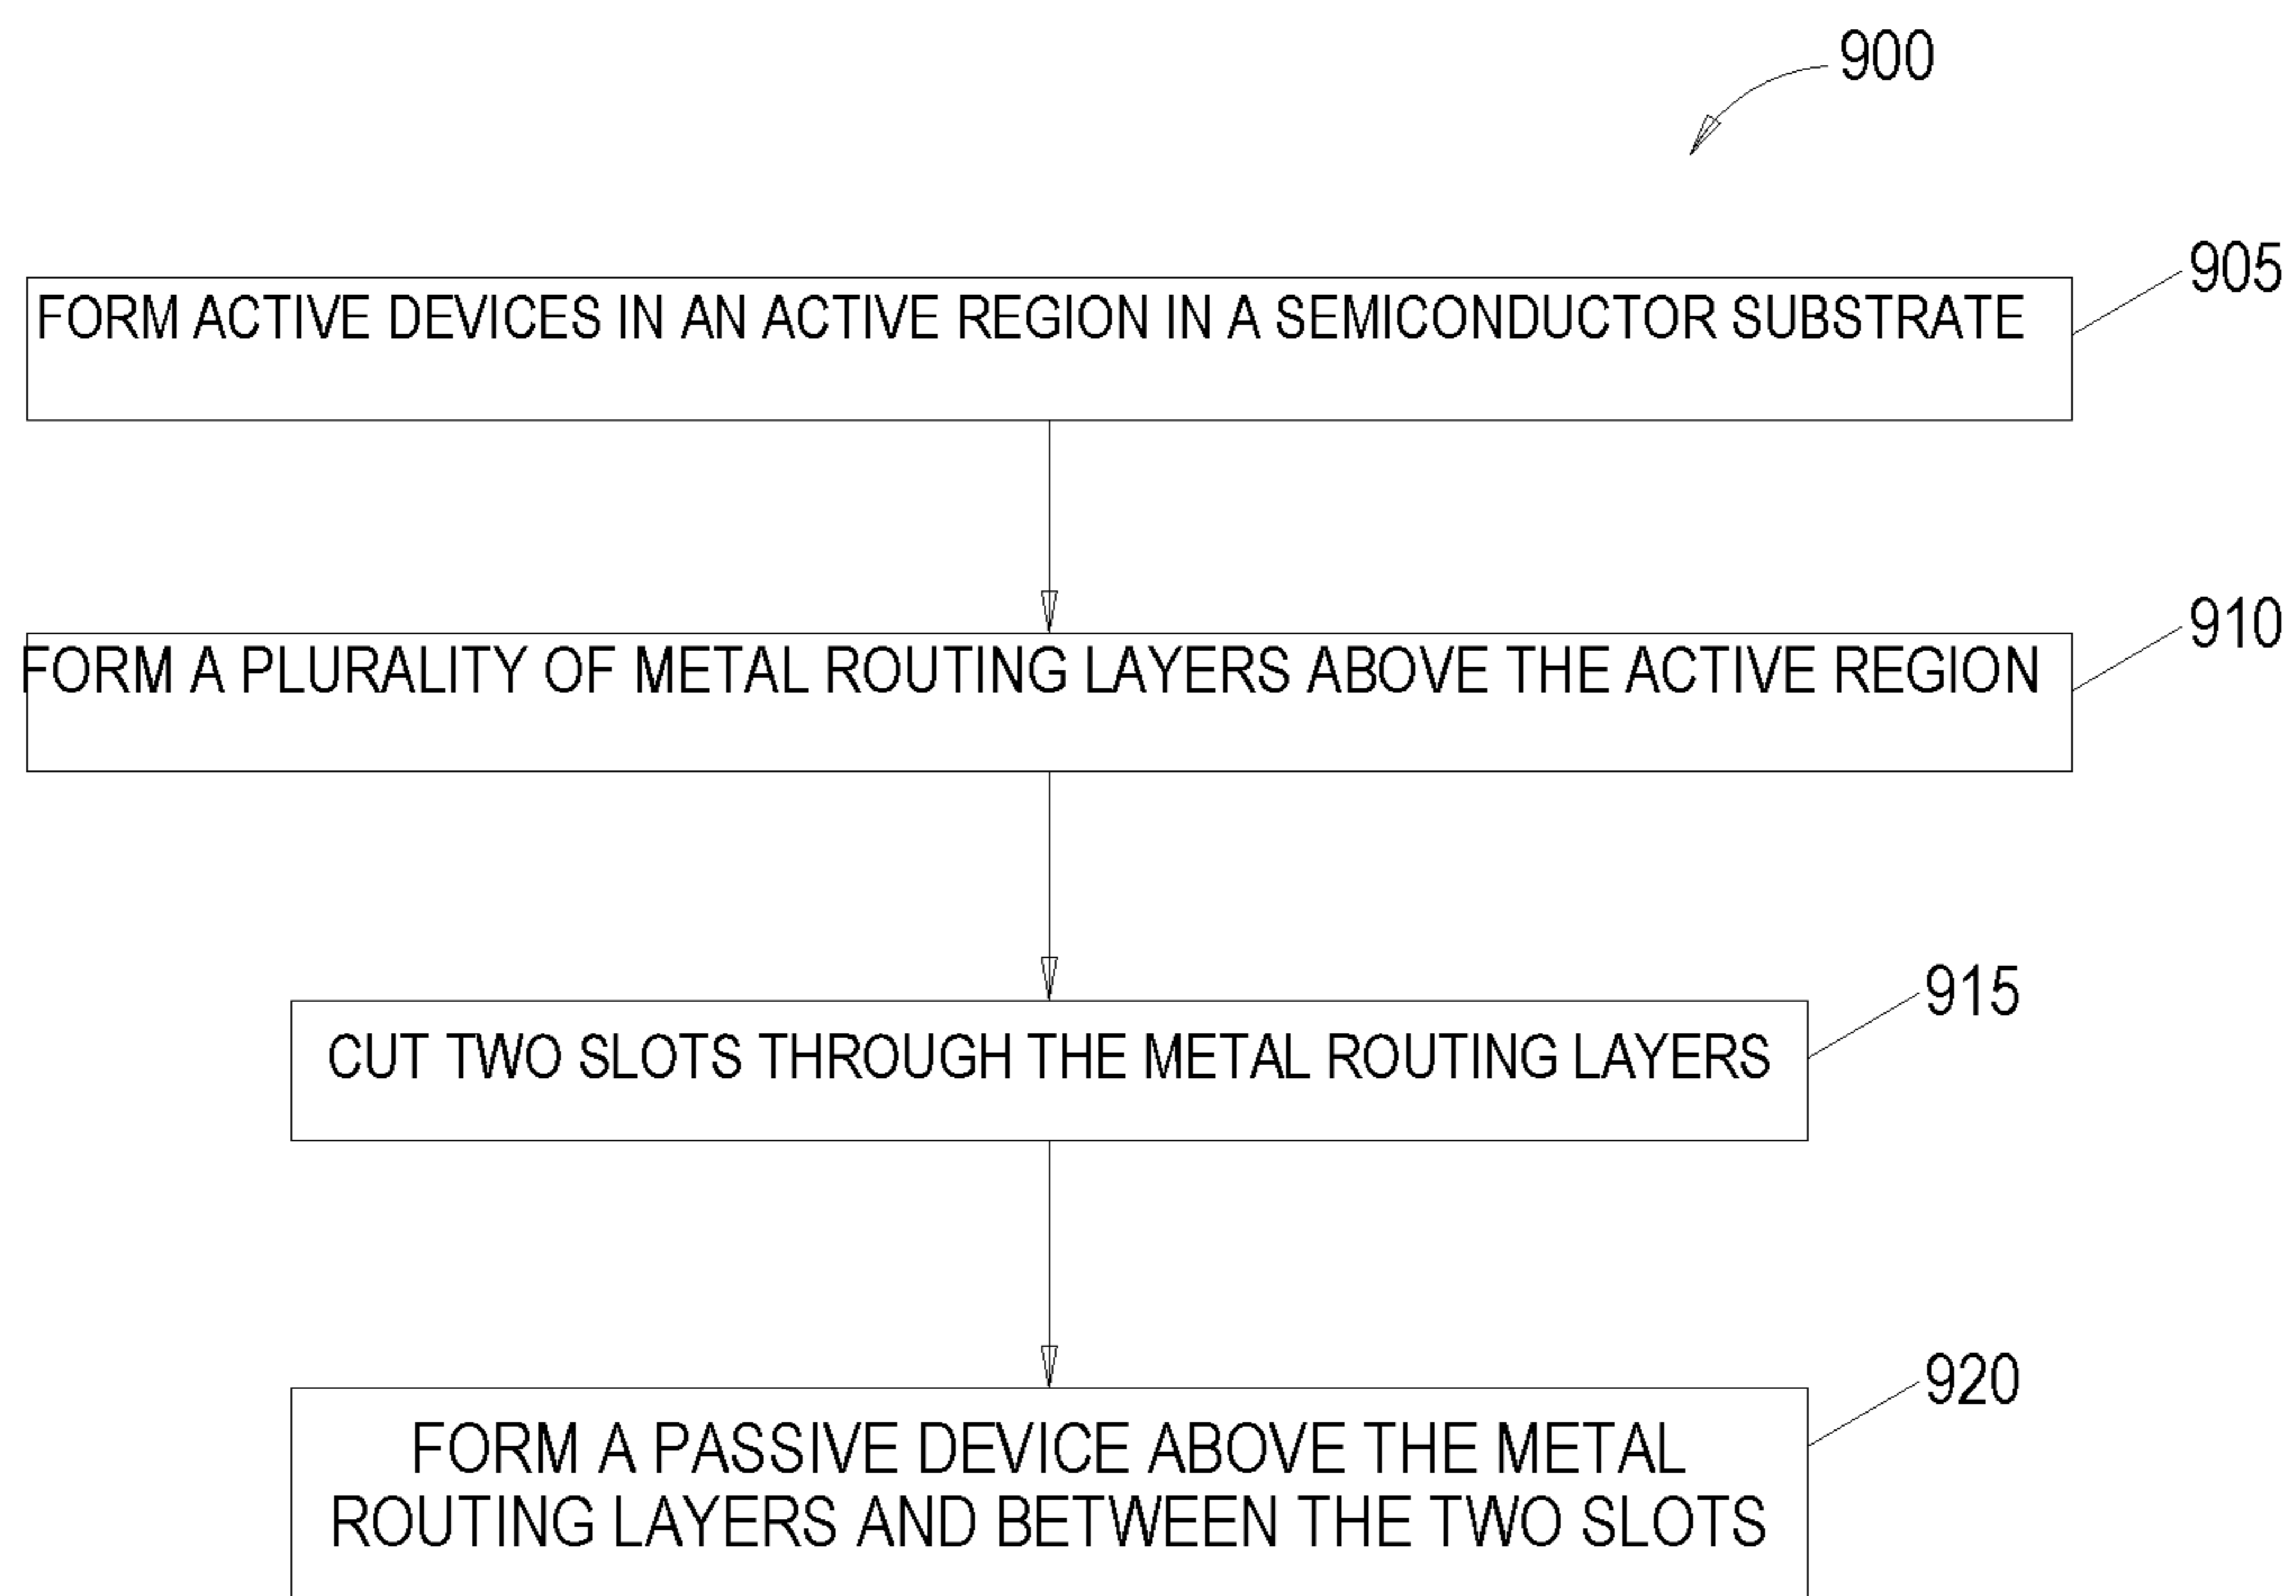 900
FORM ACTIVE DEVICES IN AN ACTIVE REGION IN A SEMICONDUCTOR SUBSTRATE
905
FORM A PLURALITY OF METAL ROUTING LAYERS ABOVE THE ACTIVE REGION
910
CUT TWO SLOTS THROUGH THE METAL ROUTING LAYERS
915
FORM A PASSIVE DEVICE ABOVE THE METAL
ROUTING LAYERS AND BETWEEN THE TWO SLOTS
920